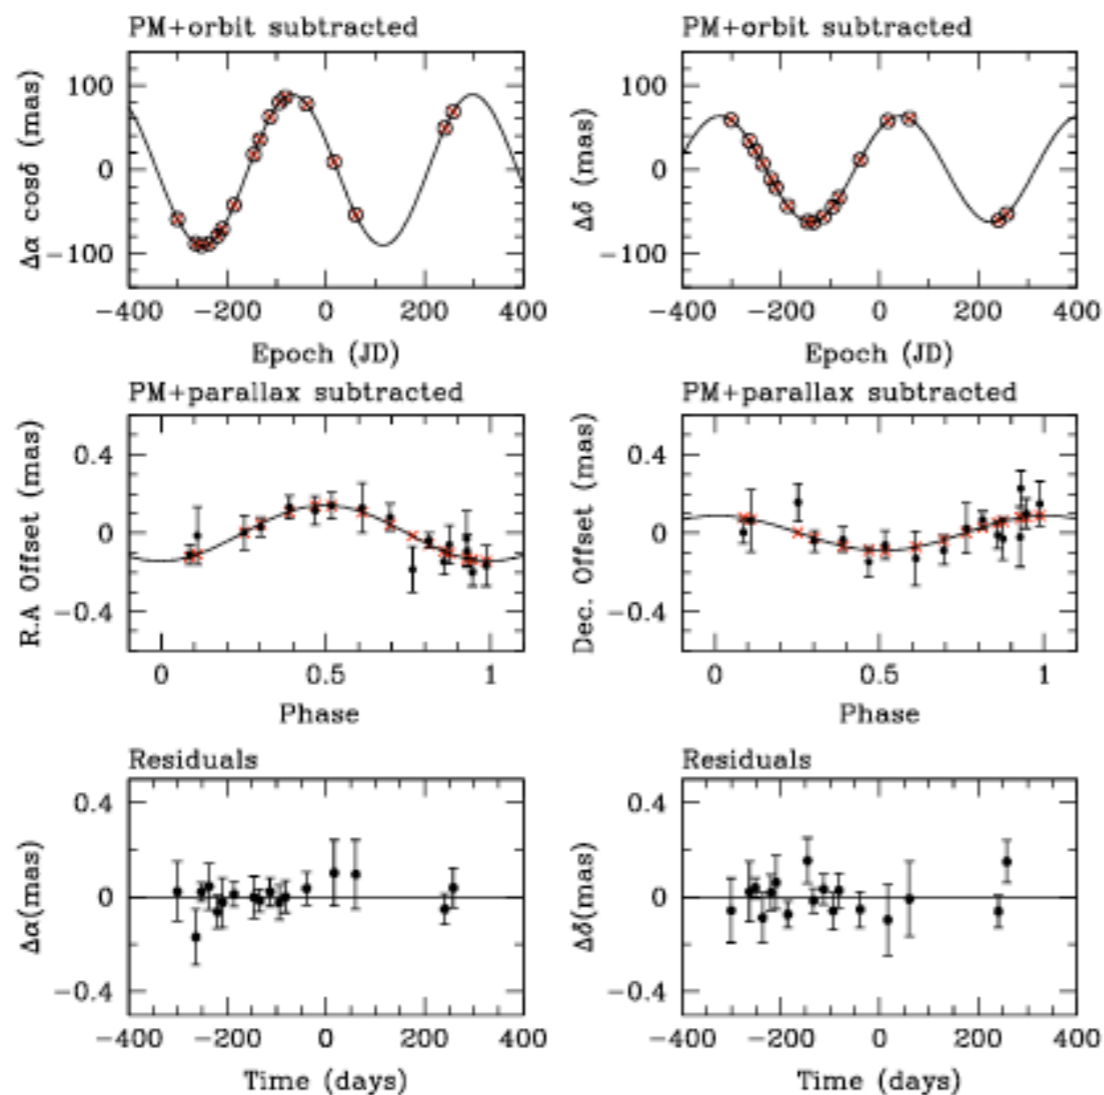 PM+orbit subtracted
PM+orbit subtracted
Δα cosδ (mas)
100
0
−100
−400 −200 0 200 400
Epoch (JD)
Δδ (mas)
100
0
−100
−400 −200 0 200 400
Epoch (JD)
PM+parallax subtracted
PM+parallax subtracted
R.A Offset (mas)
0.4
0
−0.4
0 0.5 1
Phase
Dec. Offset (mas)
0.4
0
−0.4
0 0.5 1
Phase
Residuals
Residuals
Δα(mas)
0.4
0
−0.4
−400 −200 0 200 400
Time (days)
Δδ(mas)
0.4
0
−0.4
−400 −200 0 200 400
Time (days)